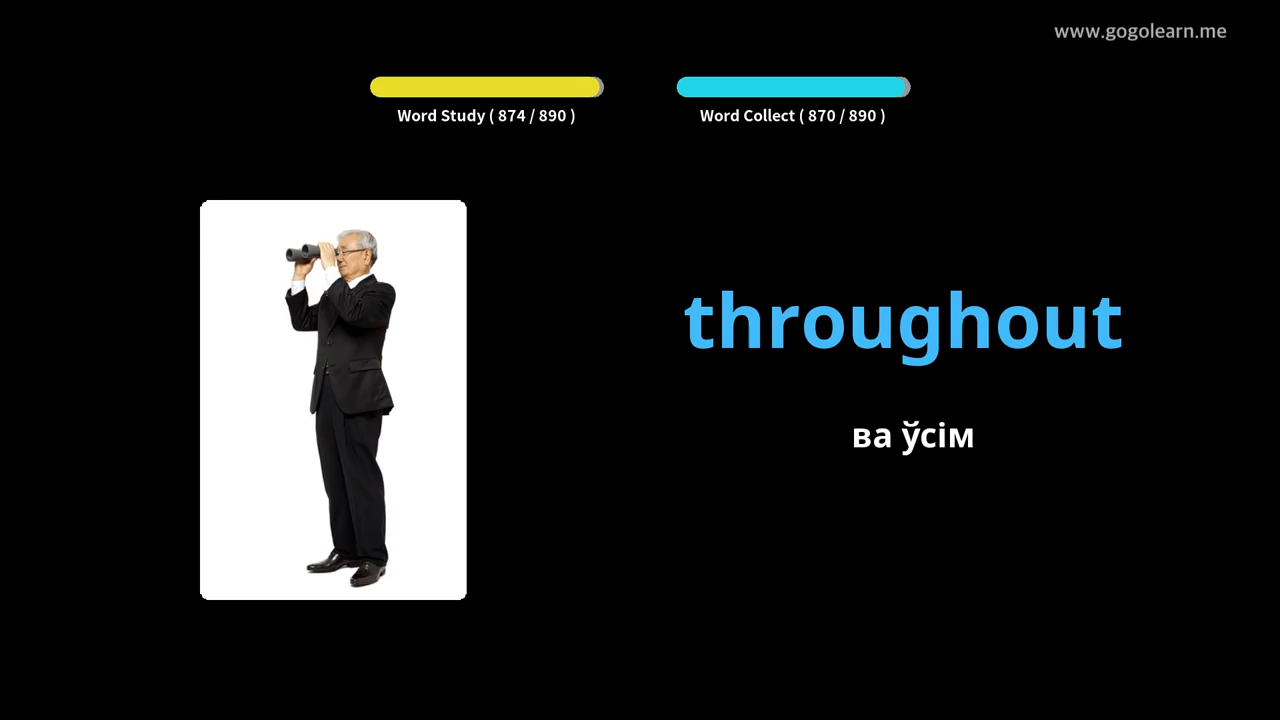 www.gogolearn.me
Word Study ( 874 / 890 )
Word Collect ( 870 / 890 )
throughout
ва ўсім